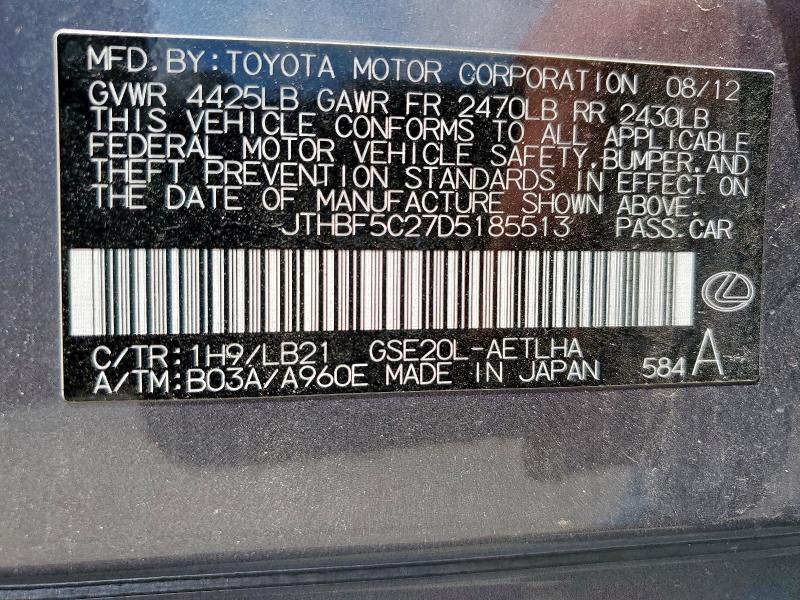 MFD. BY: TOYOTA MOTOR CORPORATION 08/12
GVWR 4425LB GAWR FR 2470LB RR 2430LB
THIS VEHICLE CONFORMS TO ALL APPLICABLE
FEDERAL MOTOR VEHICLE SAFETY, BUMPER, AND
THEFT PREVENTION STANDARDS IN EFFECT ON
THE DATE OF MANUFACTURE SHOWN ABOVE.
JTHBF5C27D5185513 PASS. CAR
C/TR: 1H9/LB21 GSE20L-AETLHA
A/TM: B03A/A960E MADE IN JAPAN 584 A